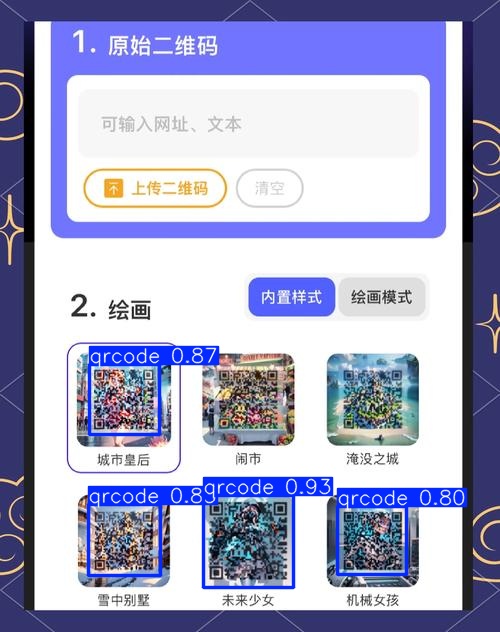 1. 原始二维码
可输入网址、文本
上传二维码
清空
2. 绘画
内置样式
绘画模式
qrcode 0.87
城市皇后
闹市
淹没之城
qrcode 0.89
qrcode 0.93
qrcode 0.80
雪中别墅
未来少女
机械女孩